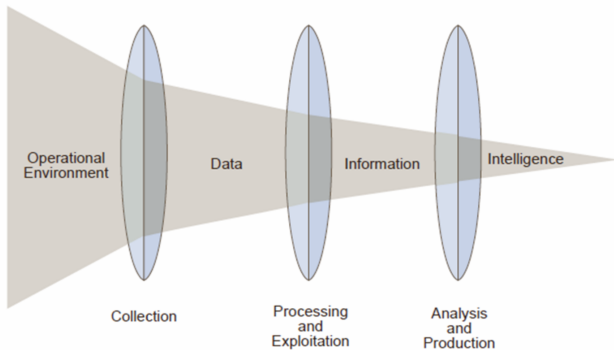 Operational
Environment
Data
Information
Intelligence
Collection
Processing
and
Exploitation
Analysis
and
Production